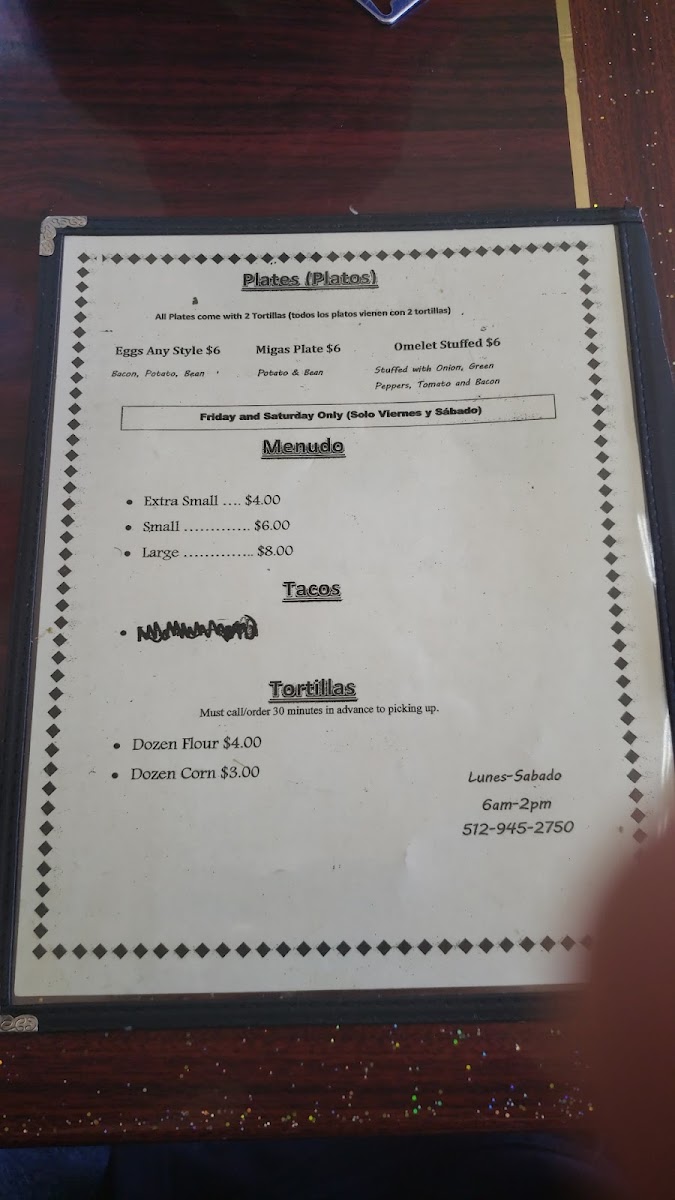 Plates (Platos)
All Plates come with 2 Tortillas (todos los platos vienen con 2 tortillas)
Eggs Any Style $6
Bacon, Potato, Bean
Migas Plate $6
Potato & Bean
Omelet Stuffed $6
Stuffed with Onion, Green
Peppers, Tomato and Bacon
Friday and Saturday Only (Solo Viernes y Sábado)
Menudo
• Extra Small .... $4.00
• Small ............. $6.00
• Large .............. $8.00
Tacos
Tortillas
Must call/order 30 minutes in advance to picking up.
• Dozen Flour $4.00
• Dozen Corn $3.00
Lunes-Sabado
6am-2pm
512-945-2750